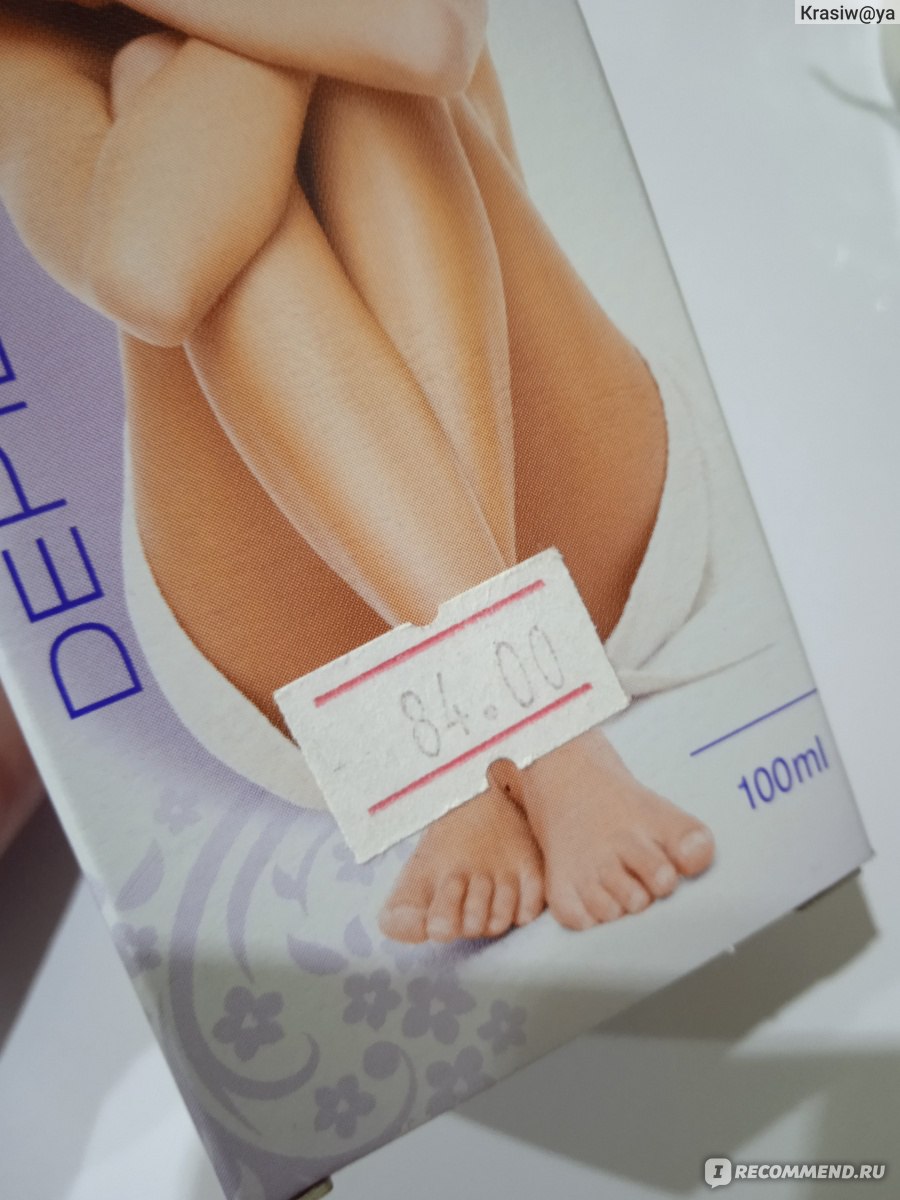 Krasiw@ya
DEPIL
84.00
100ml
I RECOMMEND.RU